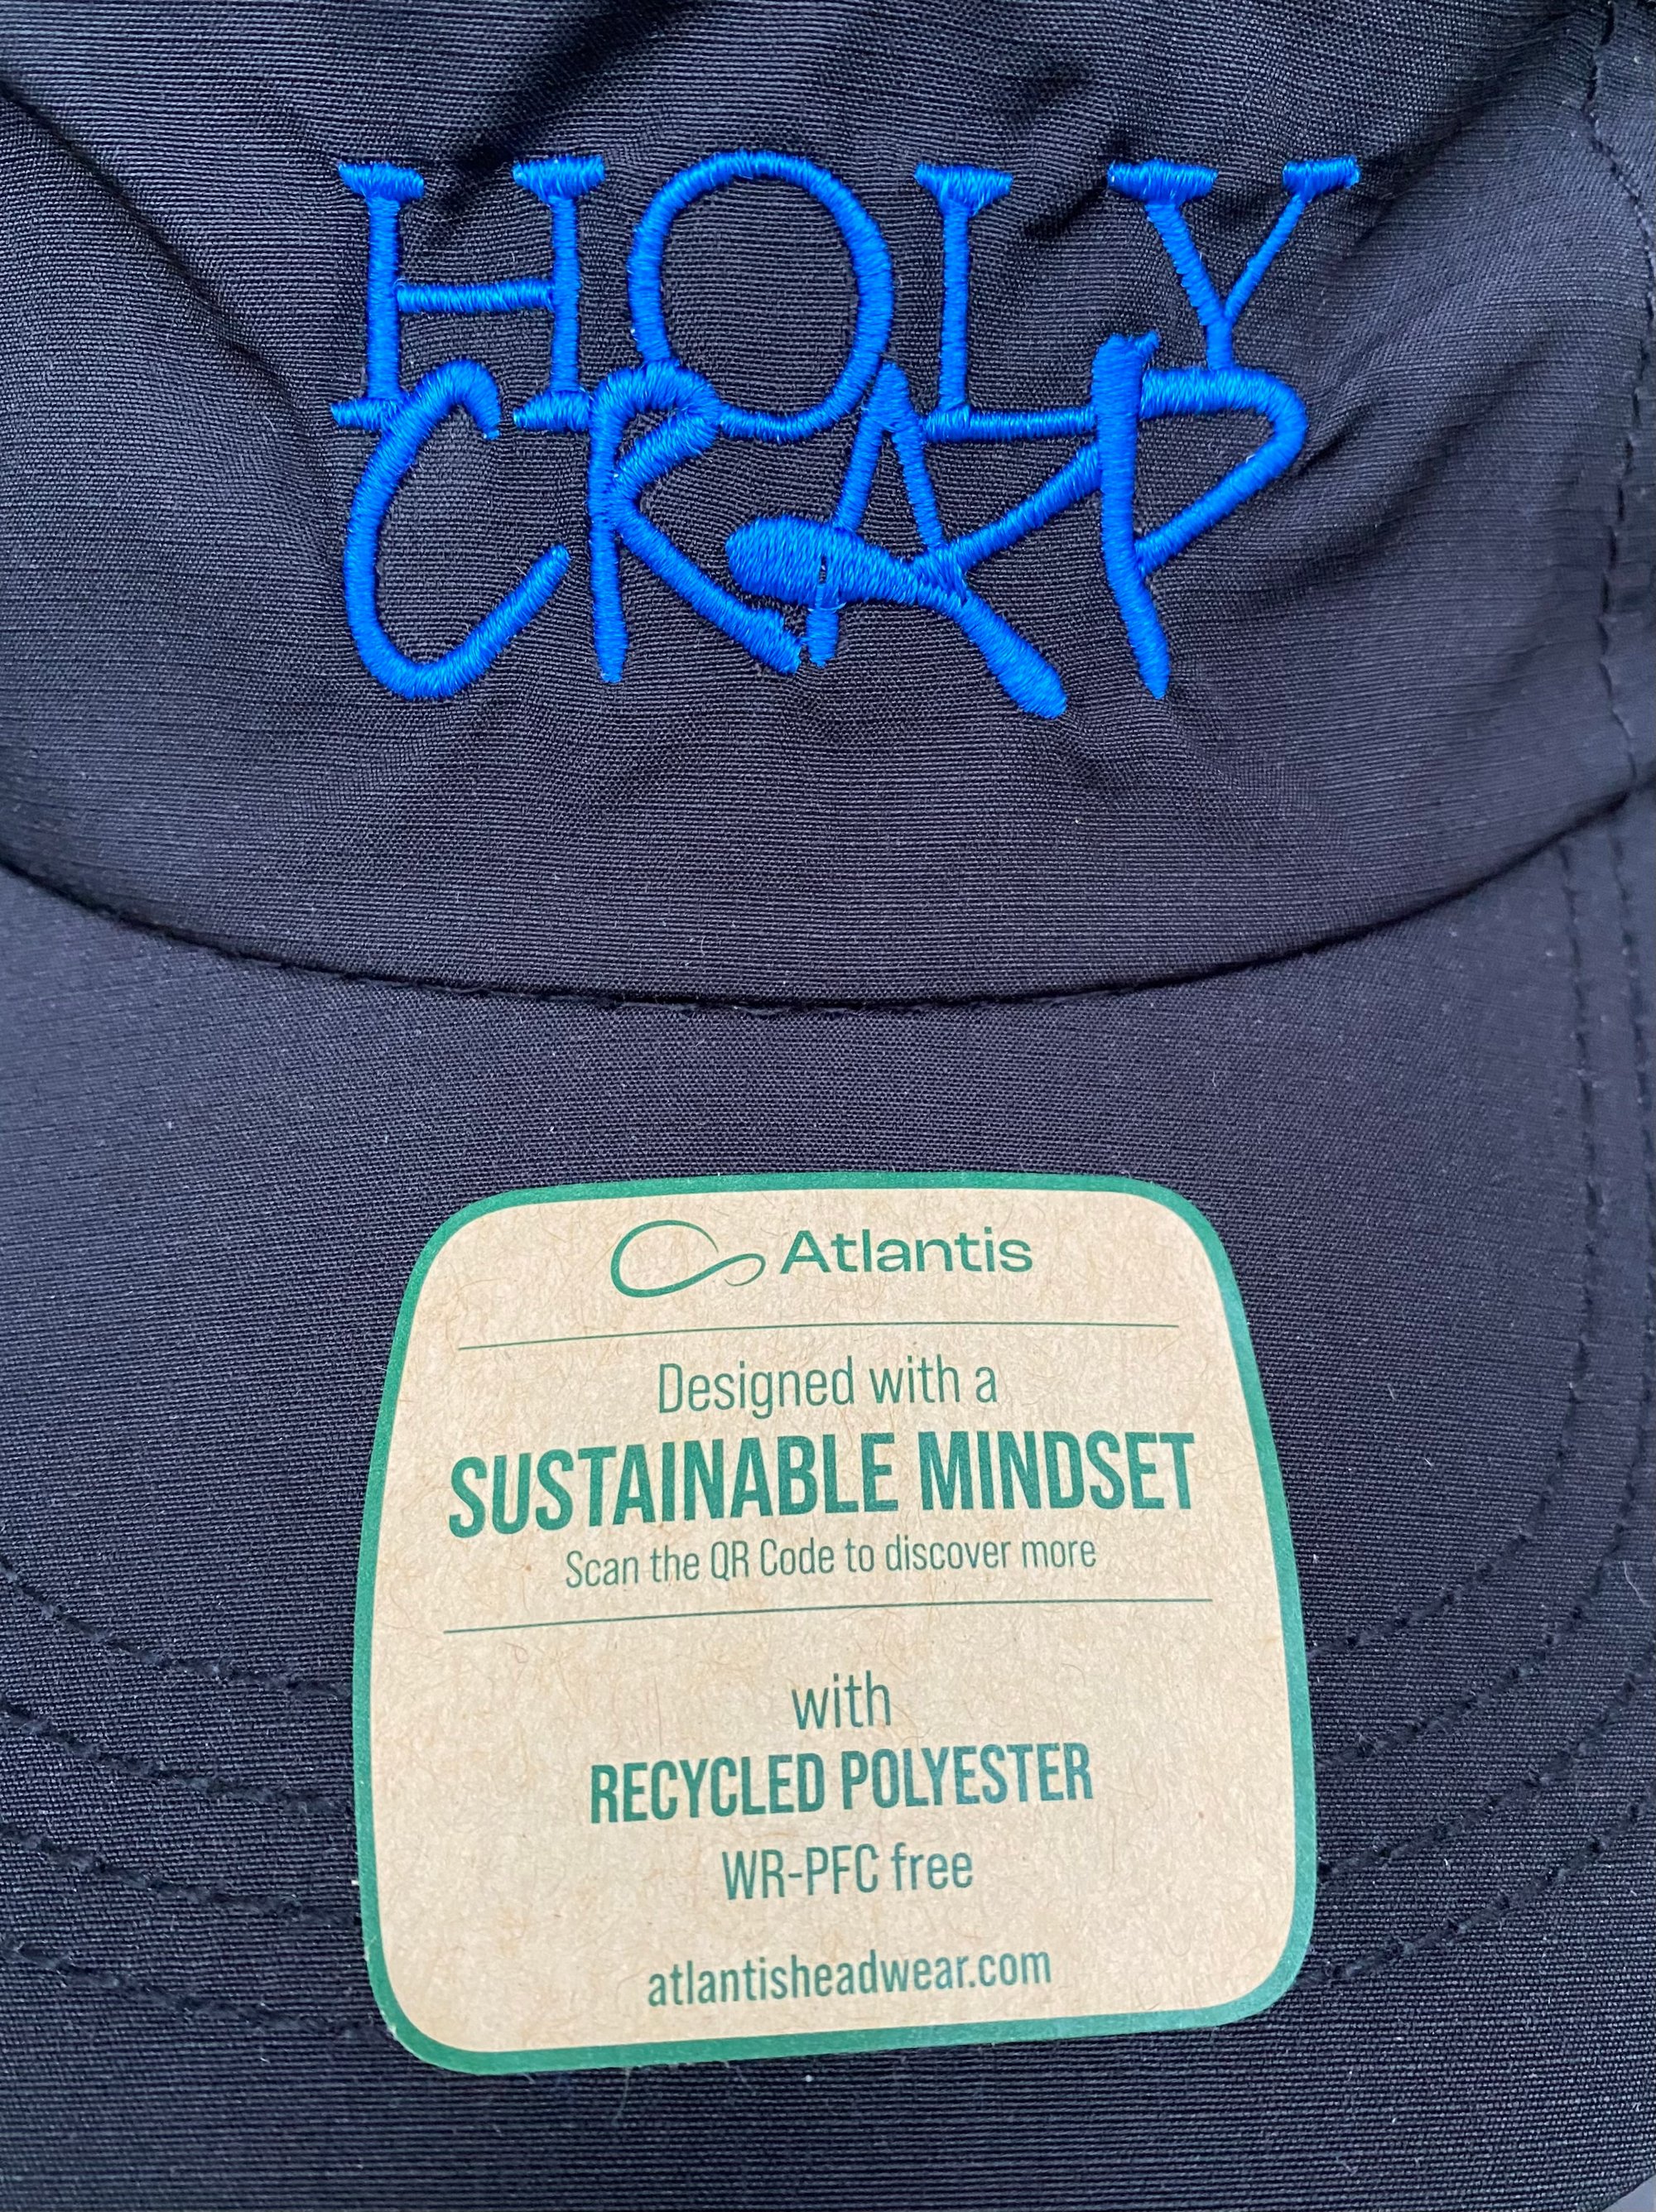 HOLY
CRAP
Atlantis
Designed with a
SUSTAINABLE MINDSET
Scan the QR Code to discover more
with
RECYCLED POLYESTER
WR-PFC free
atlantisheadwear.com